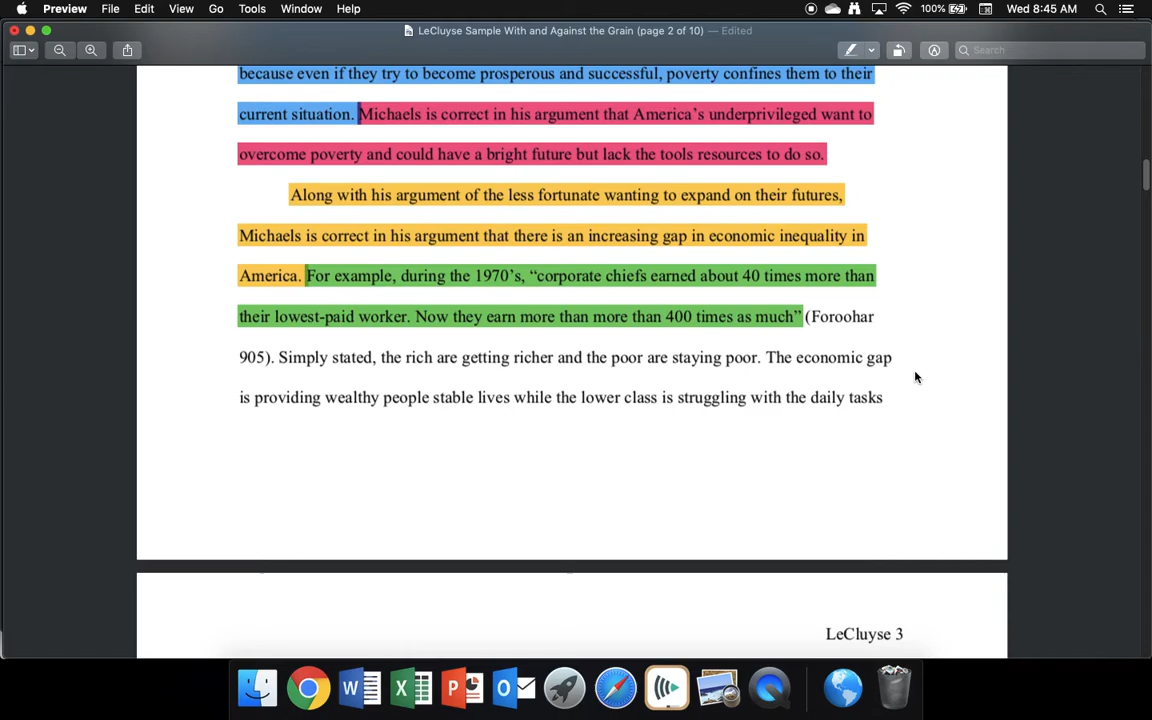 Preview File Edit View Go Tools Window Help 100% Wed 8:45 AM
LeCluyse Sample With and Against the Grain (page 2 of 10) — Edited
Search
because even if they try to become prosperous and successful, poverty confines them to their
current situation. Michaels is correct in his argument that America's underprivileged want to
overcome poverty and could have a bright future but lack the tools resources to do so.
Along with his argument of the less fortunate wanting to expand on their futures,
Michaels is correct in his argument that there is an increasing gap in economic inequality in
America. For example, during the 1970's, “corporate chiefs earned about 40 times more than
their lowest-paid worker. Now they earn more than more than 400 times as much” (Foroohar
905). Simply stated, the rich are getting richer and the poor are staying poor. The economic gap
is providing wealthy people stable lives while the lower class is struggling with the daily tasks
LeCluyse 3
W X P O